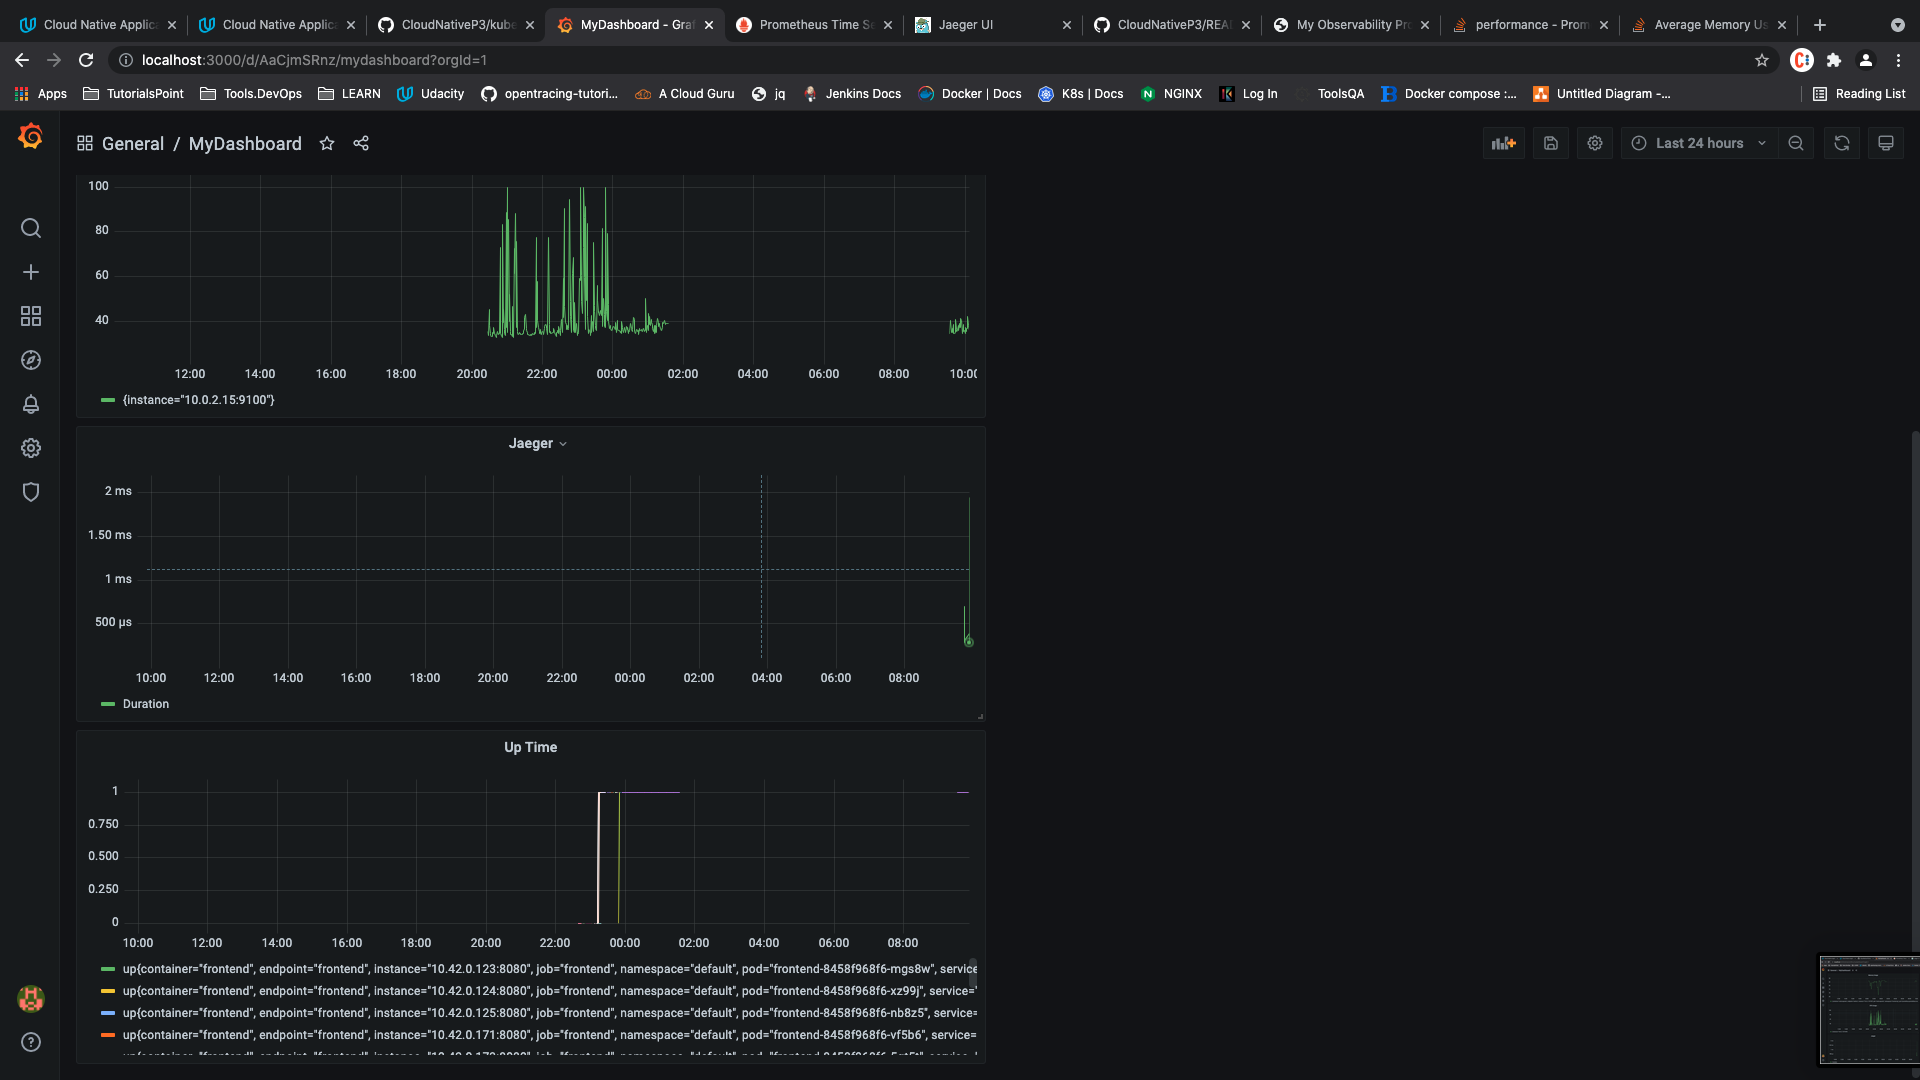 Cloud Native Applica
Cloud Native Applica
CloudNativeP3/kube
MyDashboard - Graf
Prometheus Time Se
Jaeger UI
CloudNativeP3/REA
My Observability Pr
performance - Prom
Average Memory Us
localhost:3000/d/AaCjmSRnz/mydashboard?orgId=1
Apps TutorialsPoint Tools.DevOps LEARN Udacity opentracing-tutori... A Cloud Guru jq Jenkins Docs Docker | Docs K8s | Docs NGINX Log In ToolsQA Docker compose :... Untitled Diagram -... Reading List
General / MyDashboard
Last 24 hours
100
80
60
40
12:00 14:00 16:00 18:00 20:00 22:00 00:00 02:00 04:00 06:00 08:00 10:00
{instance="10.0.2.15:9100"}
Jaeger
2 ms
1.50 ms
1 ms
500 µs
10:00 12:00 14:00 16:00 18:00 20:00 22:00 00:00 02:00 04:00 06:00 08:00
Duration
Up Time
1
0.750
0.500
0.250
0
10:00 12:00 14:00 16:00 18:00 20:00 22:00 00:00 02:00 04:00 06:00 08:00
up{container="frontend", endpoint="frontend", instance="10.42.0.123:8080", job="frontend", namespace="default", pod="frontend-8458f968f6-mgs8w", service
up{container="frontend", endpoint="frontend", instance="10.42.0.124:8080", job="frontend", namespace="default", pod="frontend-8458f968f6-xz99j", service="
up{container="frontend", endpoint="frontend", instance="10.42.0.125:8080", job="frontend", namespace="default", pod="frontend-8458f968f6-nb8z5", service=
up{container="frontend", endpoint="frontend", instance="10.42.0.171:8080", job="frontend", namespace="default", pod="frontend-8458f968f6-vf5b6", service=